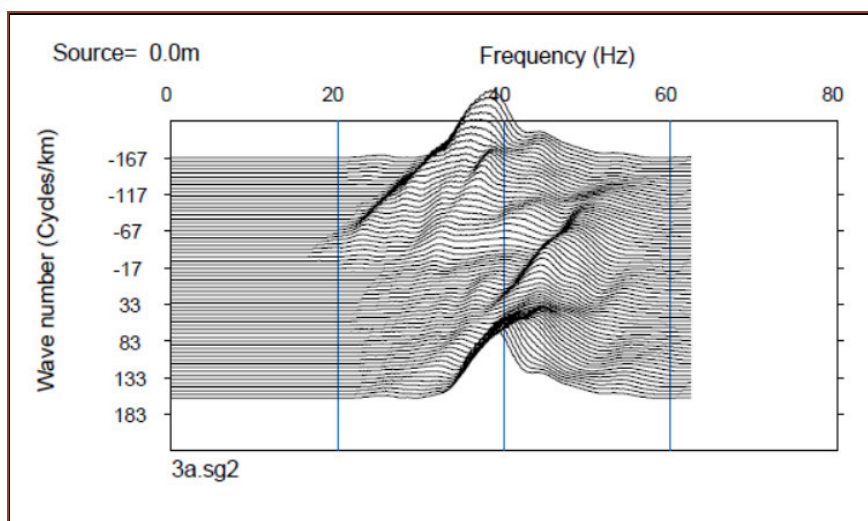 Source= 0.0m Frequency (Hz)
0 20 40 60 80
Wave number (Cycles/km)
-167
-117
-67
-17
33
83
133
183
3a.sg2